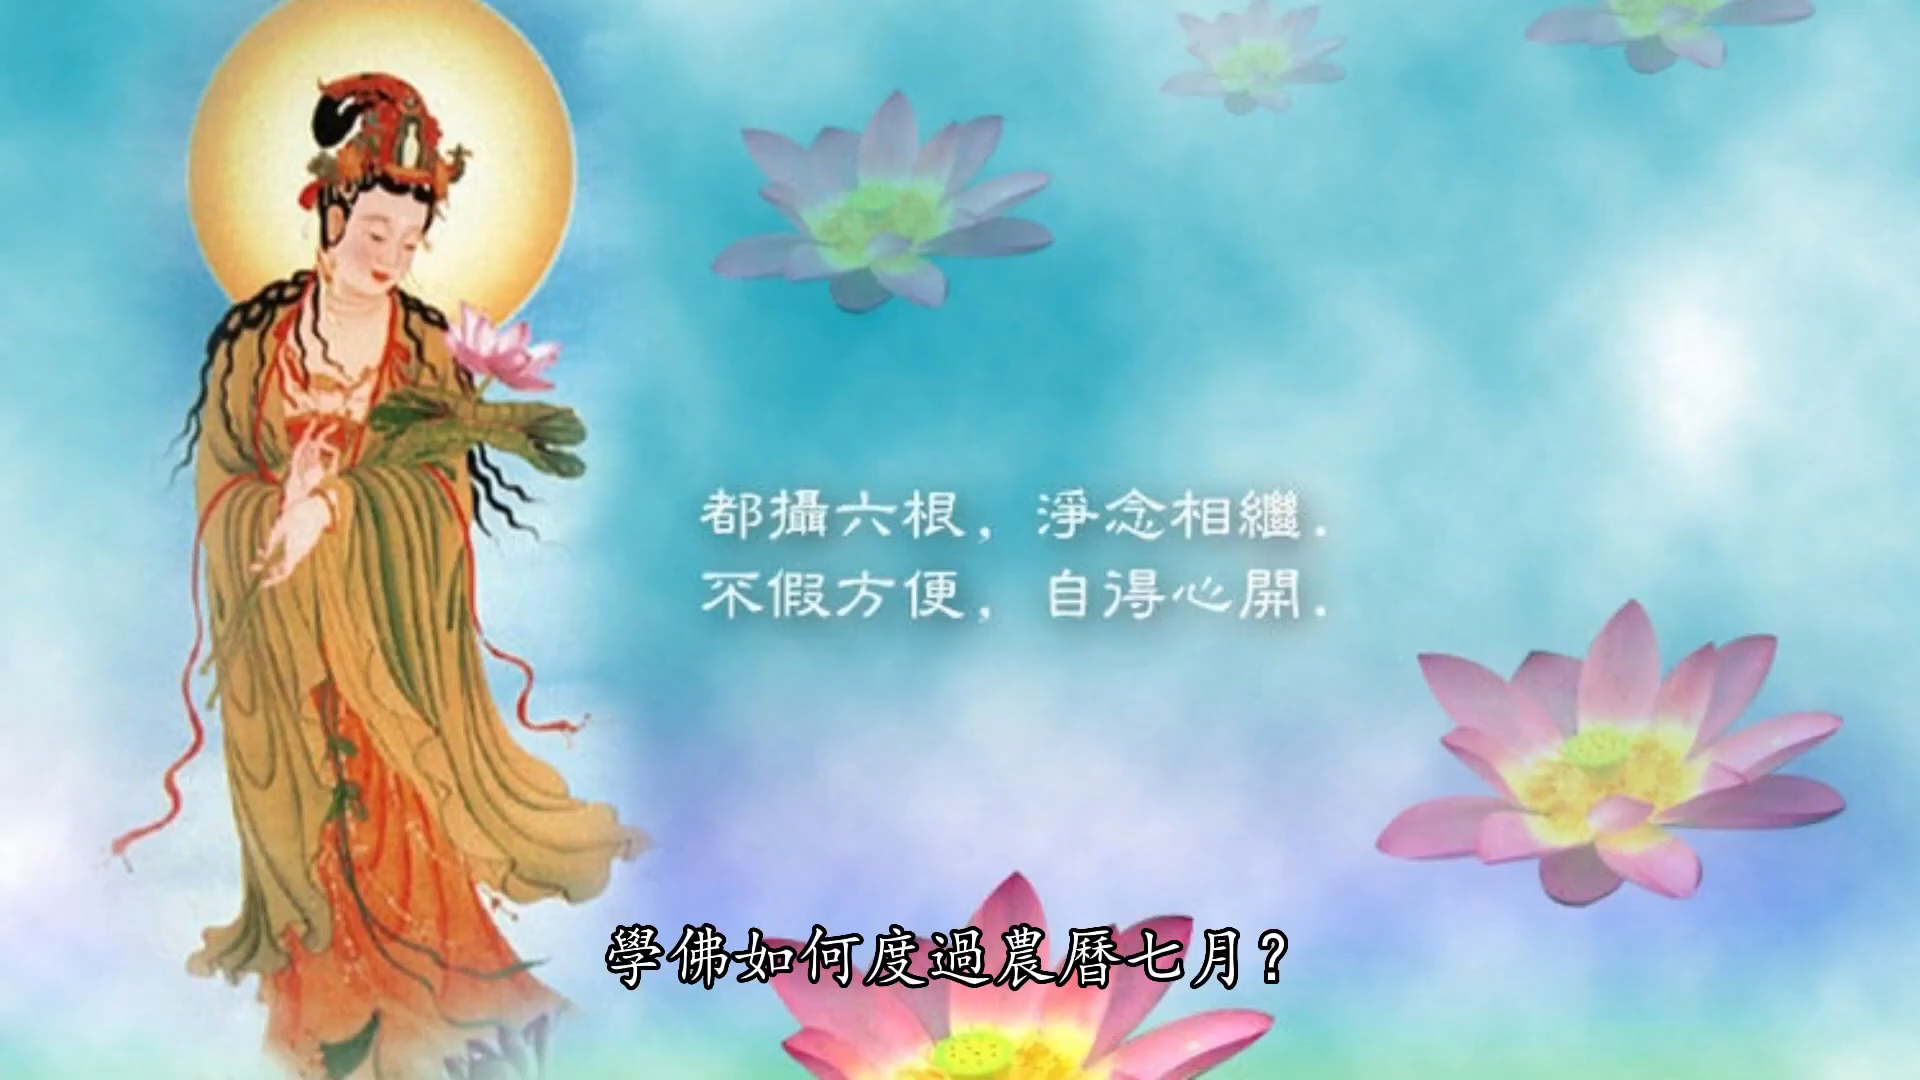 都攝六根，淨念相繼．
不假方便，自得心開．
學佛如何度過農曆七月？